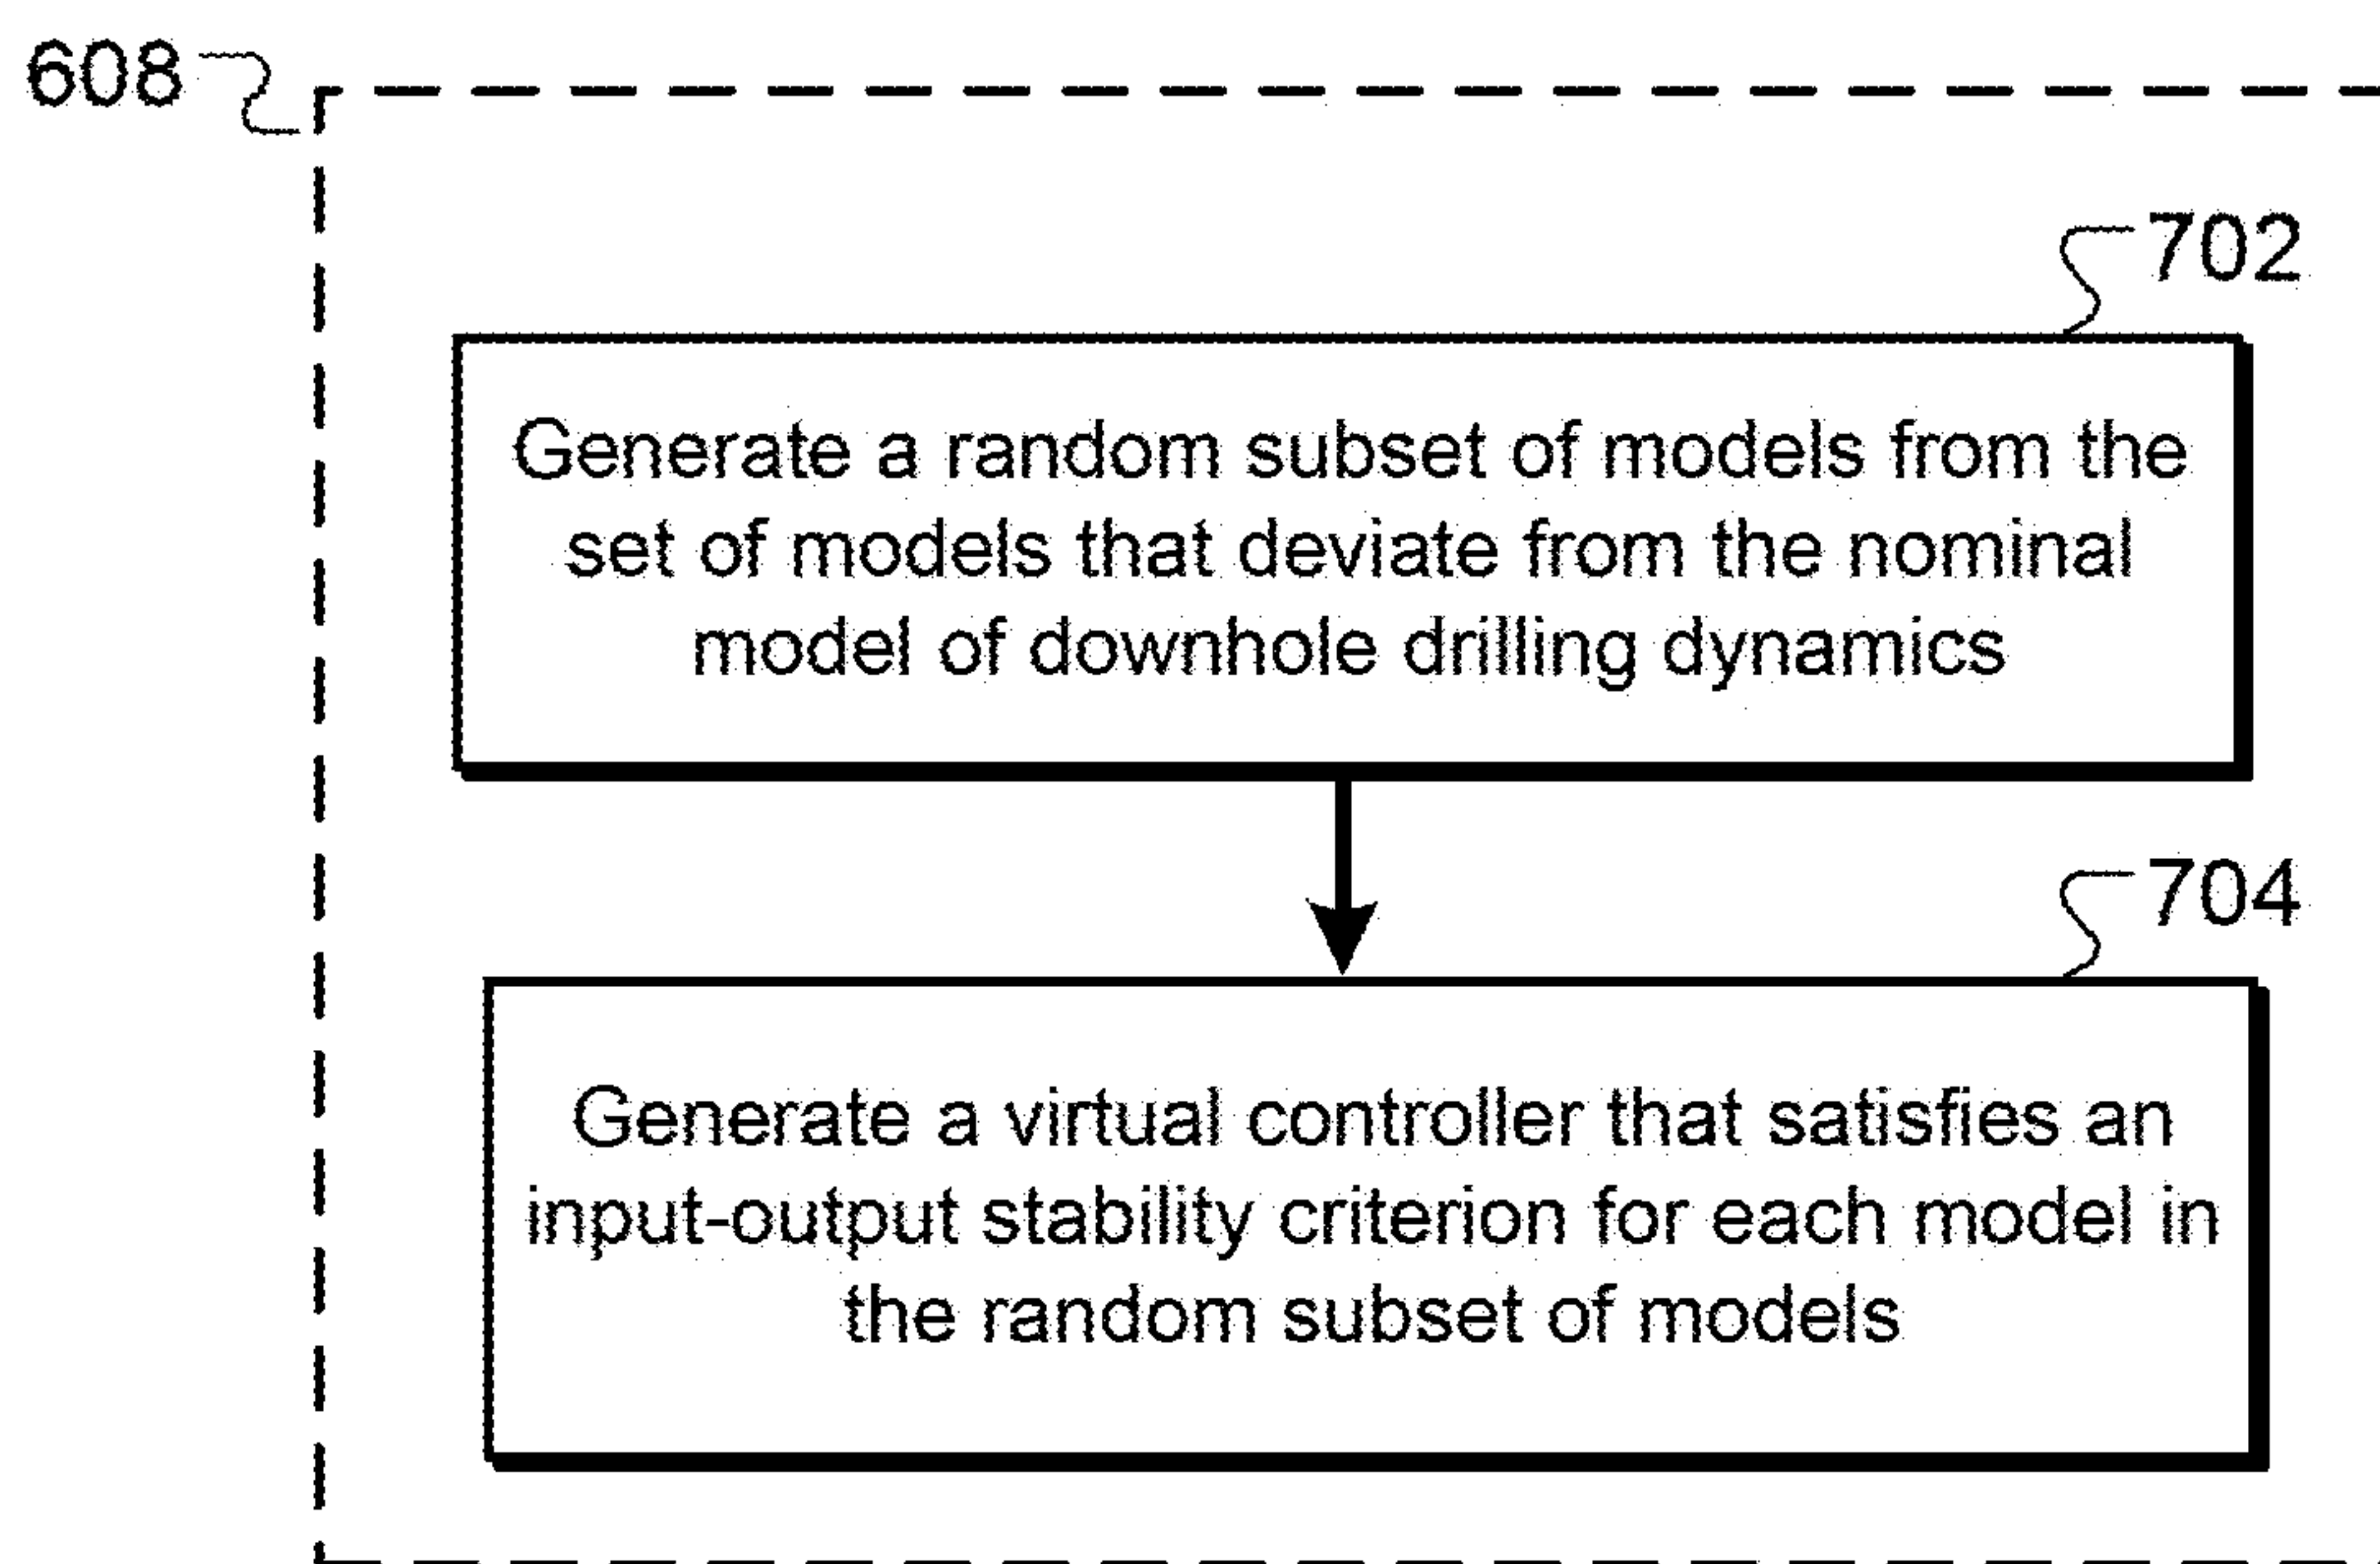 608
702
Generate a random subset of models from the
set of models that deviate from the nominal
model of downhole drilling dynamics
704
Generate a virtual controller that satisfies an
input-output stability criterion for each model in
the random subset of models